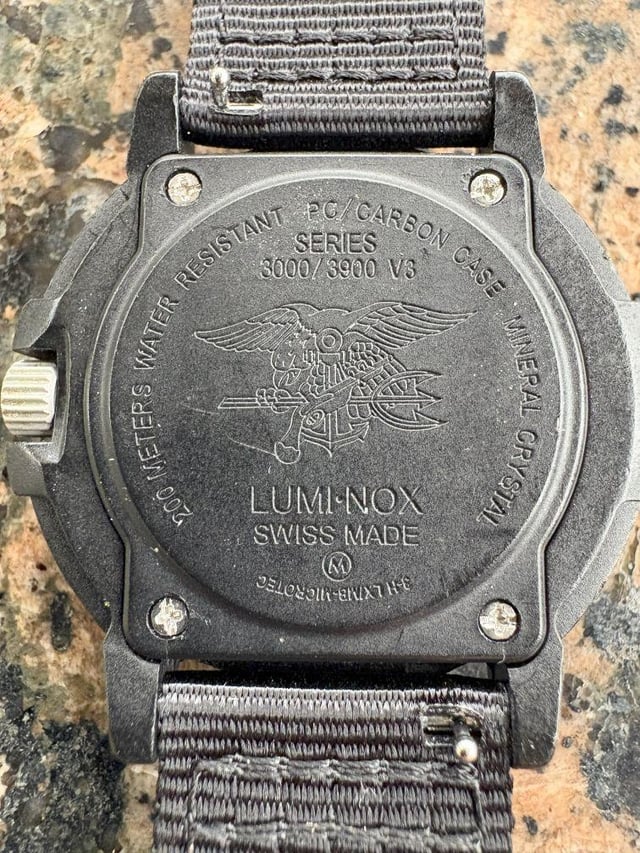 200 METERS WATER RESISTANT PC/CARBON CASE MINERAL CRYSTAL
SERIES
3000/3900 V3
LUMI·NOX
SWISS MADE
M
3-H LXMB-MICROTEC